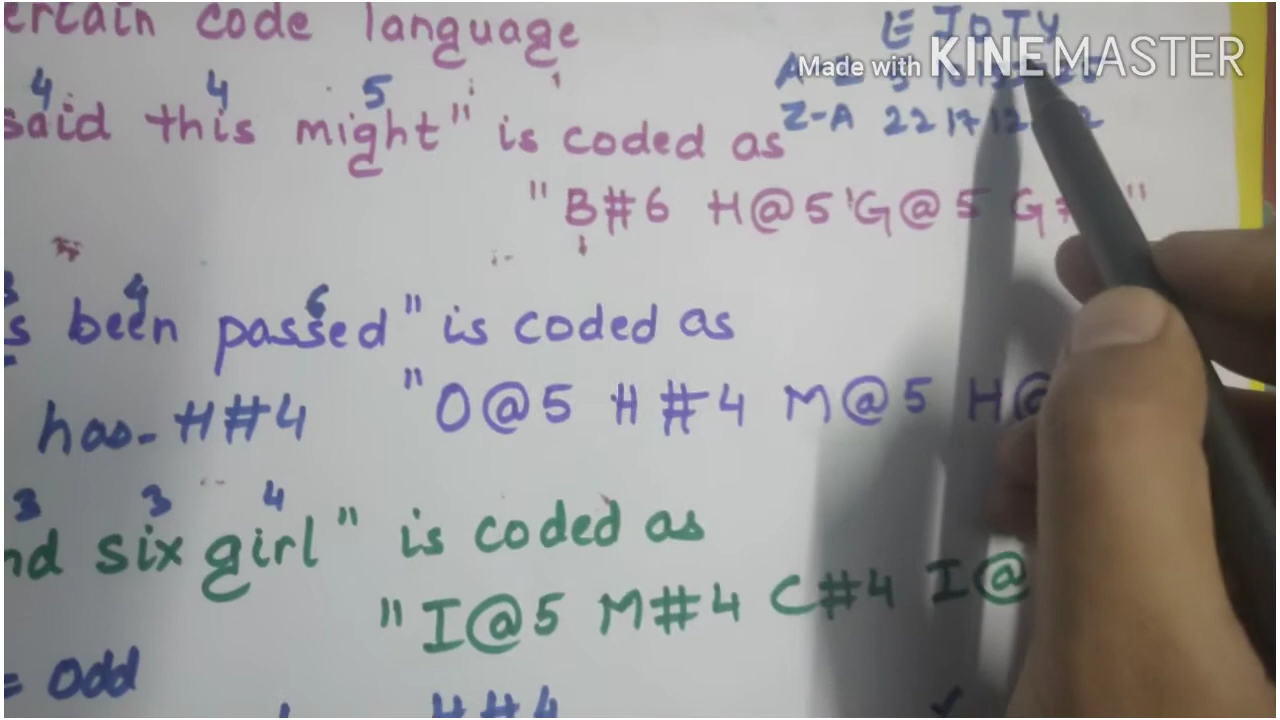 ertain code language
E J O T Y
Made with KINEMASTER
4 4 5
said this might" is coded as
Z-A 22 17 12
"B#6 H@5 G@5 G#
4 6
s been passed" is coded as
has- H##4 "O@5 H#4 M@5 H@
3 3 4
nd six girl" is coded as
"I@5 M#4 C#4 I@
= odd
H#4